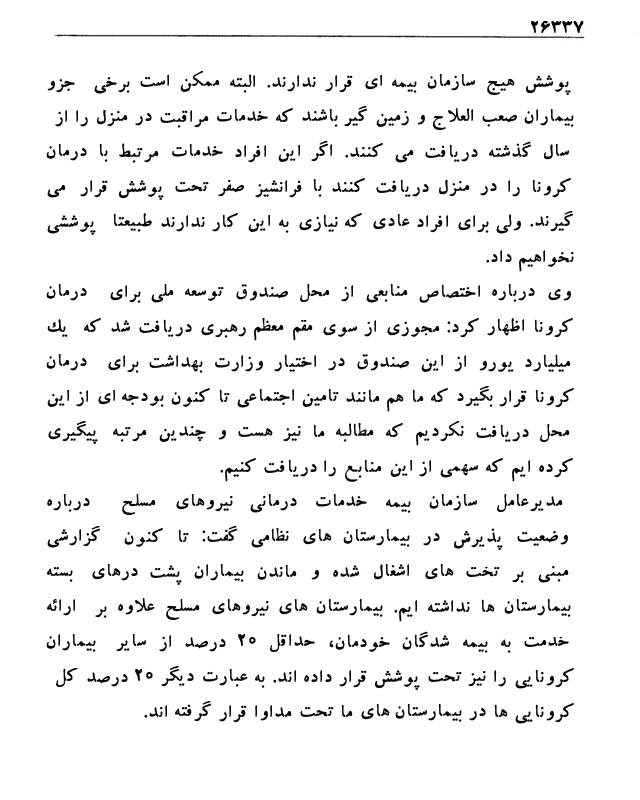 ۲۶۳۳۷
پوشش هیچ سازمان بیمه ای قرار ندارند. البته ممکن است برخی جزو
بیماران صعب العلاج و زمین گیر باشند که خدمات مراقبت در منزل را از
سال گذشته دریافت می کنند. اگر این افراد خدمات مرتبط با درمان
کرونا را در منزل دریافت کنند با فرانشیز صفر تحت پوشش قرار می
گیرند. ولی برای افراد عادی که نیازی به این کار ندارند طبیعتا پوششی
نخواهیم داد.
وی درباره اختصاص منابعی از محل صندوق توسعه ملی برای درمان
کرونا اظهار کرد: مجوزی از سوی مقم معظم رهبری دریافت شد که یك
میلیارد یورو از این صندوق در اختیار وزارت بهداشت برای درمان
کرونا قرار بگیرد که ما هم مانند تامین اجتماعی تا کنون بودجه ای از این
محل دریافت نکردیم که مطالبه ما نیز هست و چندین مرتبه پیگیری
کرده ایم که سهمی از این منابع را دریافت کنیم.
مدیرعامل سازمان بیمه خدمات درمانی نیروهای مسلح درباره
وضعیت پذیرش در بیمارستان های نظامی گفت: تا کنون گزارشی
مبنی بر تخت های اشغال شده و ماندن بیماران پشت درهای بسته
بیمارستان ها نداشته ایم. بیمارستان های نیروهای مسلح علاوه بر ارائه
خدمت به بیمه شدگان خودمان، حداقل ۲۵ درصد از سایر بیماران
کرونایی را نیز تحت پوشش قرار داده اند. به عبارت دیگر ۲۵ درصد کل
کرونایی ها در بیمارستان های ما تحت مداوا قرار گرفته اند.